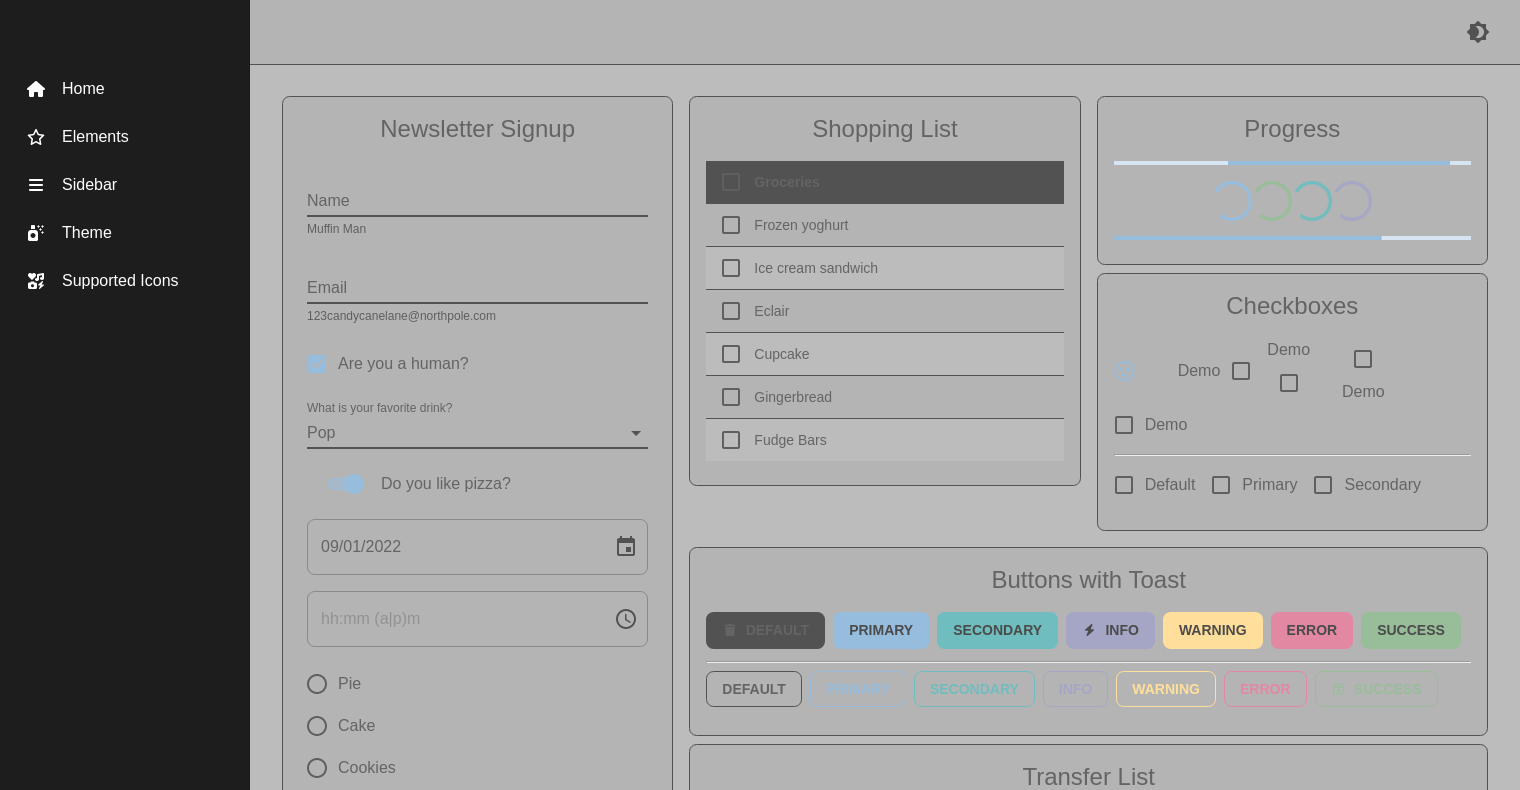 Home
Elements
Sidebar
Theme
Supported Icons
Newsletter Signup
Name
Muffin Man
Email
123candycanelane@northpole.com
Are you a human?
What is your favorite drink?
Pop
Do you like pizza?
09/01/2022
hh:mm (a|p)m
Pie
Cake
Cookies
Shopping List
Groceries
Frozen yoghurt
Ice cream sandwich
Eclair
Cupcake
Gingerbread
Fudge Bars
Progress
Checkboxes
Demo
Demo
Demo
Demo
Default Primary Secondary
Buttons with Toast
DEFAULT PRIMARY SECONDARY INFO WARNING ERROR SUCCESS
DEFAULT PRIMARY SECONDARY INFO WARNING ERROR SUCCESS
Transfer List